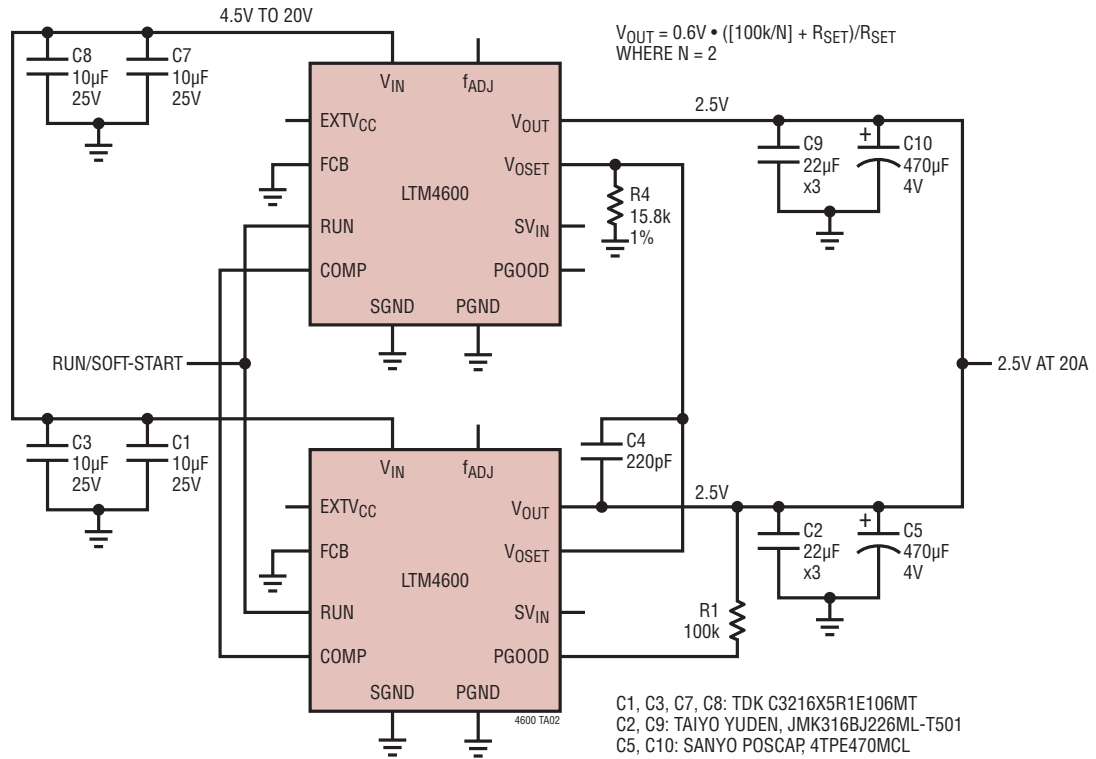 4.5V TO 20V
VOUT = 0.6V • ([100k/N] + RSET)/RSET
WHERE N = 2
C8
10µF
25V
C7
10µF
25V
VIN
fADJ
EXTVCC
FCB
RUN
COMP
LTM4600
SGND
PGND
VOUT
VOSET
SVIN
PGOOD
2.5V
R4
15.8k
1%
C9
22µF
x3
+
C10
470µF
4V
RUN/SOFT-START
2.5V AT 20A
C3
10µF
25V
C1
10µF
25V
C4
220pF
VIN
fADJ
EXTVCC
FCB
RUN
COMP
LTM4600
SGND
PGND
VOUT
VOSET
SVIN
PGOOD
2.5V
R1
100k
C2
22µF
x3
+
C5
470µF
4V
4600 TA02
C1, C3, C7, C8: TDK C3216X5R1E106MT
C2, C9: TAIYO YUDEN, JMK316BJ226ML-T501
C5, C10: SANYO POSCAP, 4TPE470MCL